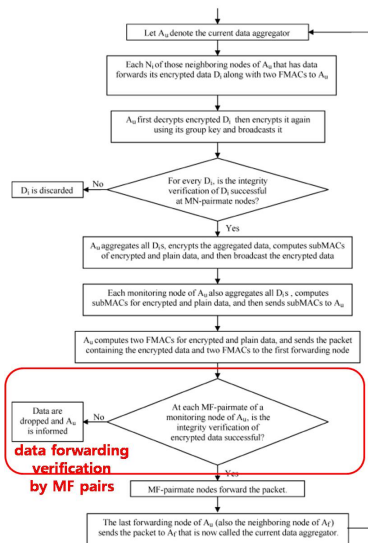 Let Au denote the current data aggregator
Each Ni of those neighboring nodes of Au that has data
forwards its encrypted data Di along with two FMACs to Au
Au first decrypts encrypted Di then encrypts it again
using its group key and broadcasts it
For every Di, is the integrity
verification of Di successful
at MN-pairmate nodes?
No
Di is discarded
Yes
Au aggregates all Dis, encrypts the aggregated data, computes subMACs
of encrypted and plain data, and then broadcast the encrypted data
Each monitoring node of Au also aggregates all Dis , computes
subMACs for encrypted and plain data, and then sends subMACs to Au
Au computes two FMACs for encrypted and plain data, and sends the packet
containing the encrypted data and two FMACs to the first forwarding node
At each MF-pairmate of a
monitoring node of Au, is the
integrity verification of
encrypted data successful?
No
Data are
dropped and Au
is informed
data forwarding
verification
by MF pairs
Yes
MF-pairmate nodes forward the packet.
The last forwarding node of Au (also the neighboring node of Af)
sends the packet to Af that is now called the current data aggregator.